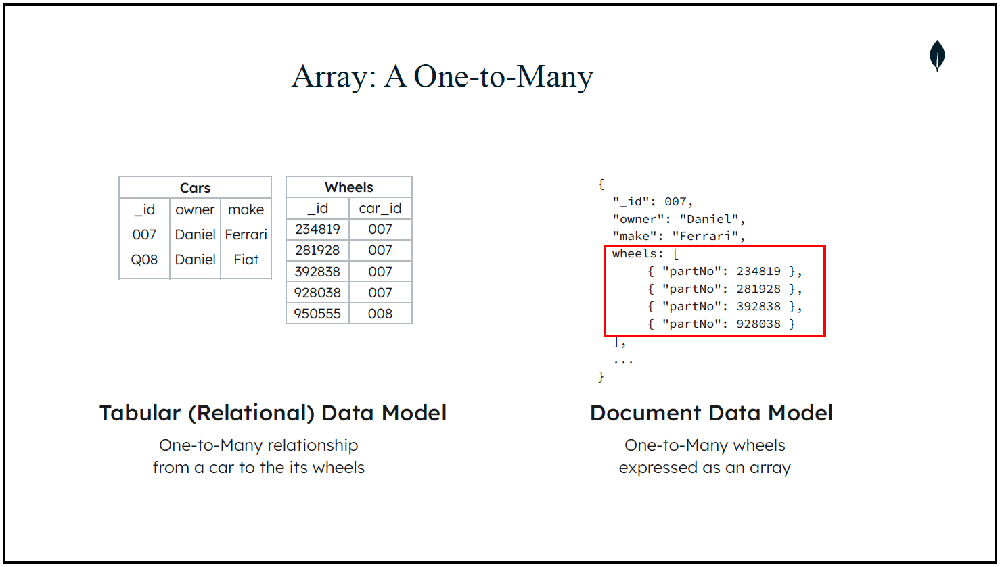 Array: A One-to-Many
Cars
_id owner make
007 Daniel Ferrari
Q08 Daniel Fiat
Wheels
_id car_id
234819 007
281928 007
392838 007
928038 007
950555 008
{
"_id": 007,
"owner": "Daniel",
"make": "Ferrari",
wheels: [
{ "partNo": 234819 },
{ "partNo": 281928 },
{ "partNo": 392838 },
{ "partNo": 928038 }
],
...
}
Tabular (Relational) Data Model
One-to-Many relationship
from a car to the its wheels
Document Data Model
One-to-Many wheels
expressed as an array